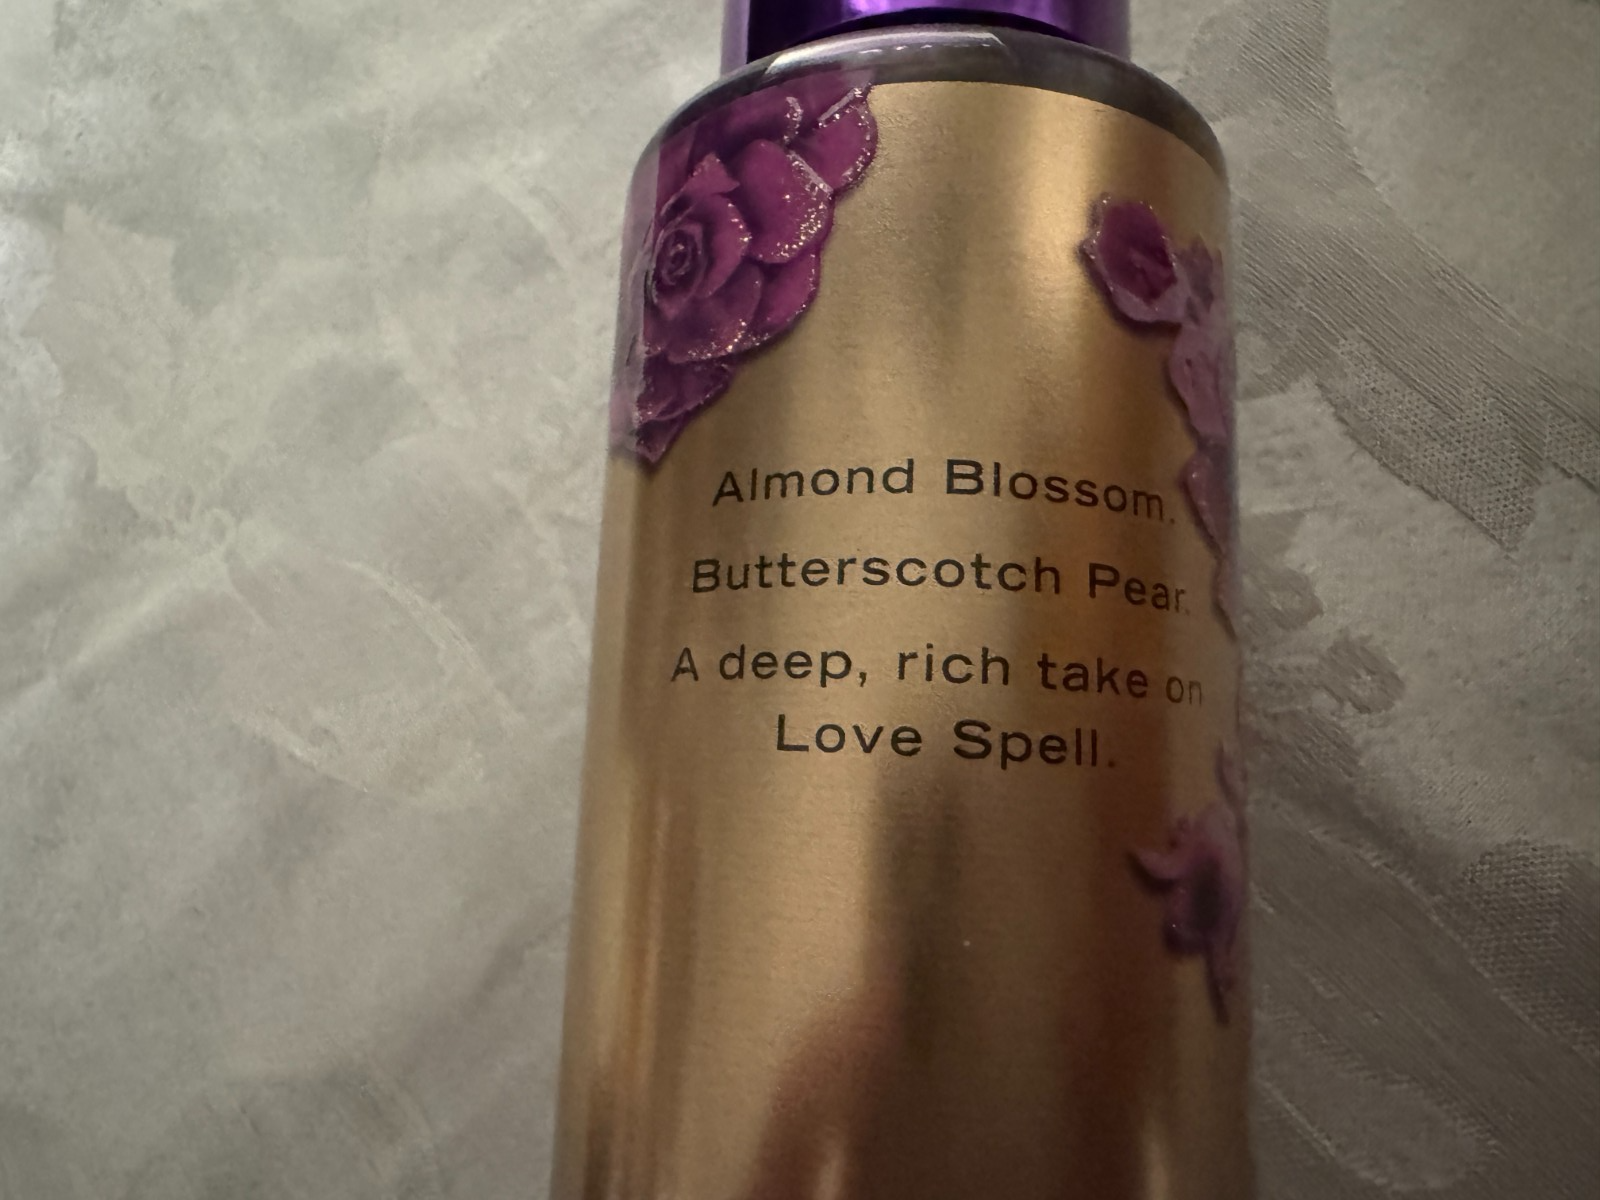 Almond Blossom.
Butterscotch Pear.
A deep, rich take on
Love Spell.